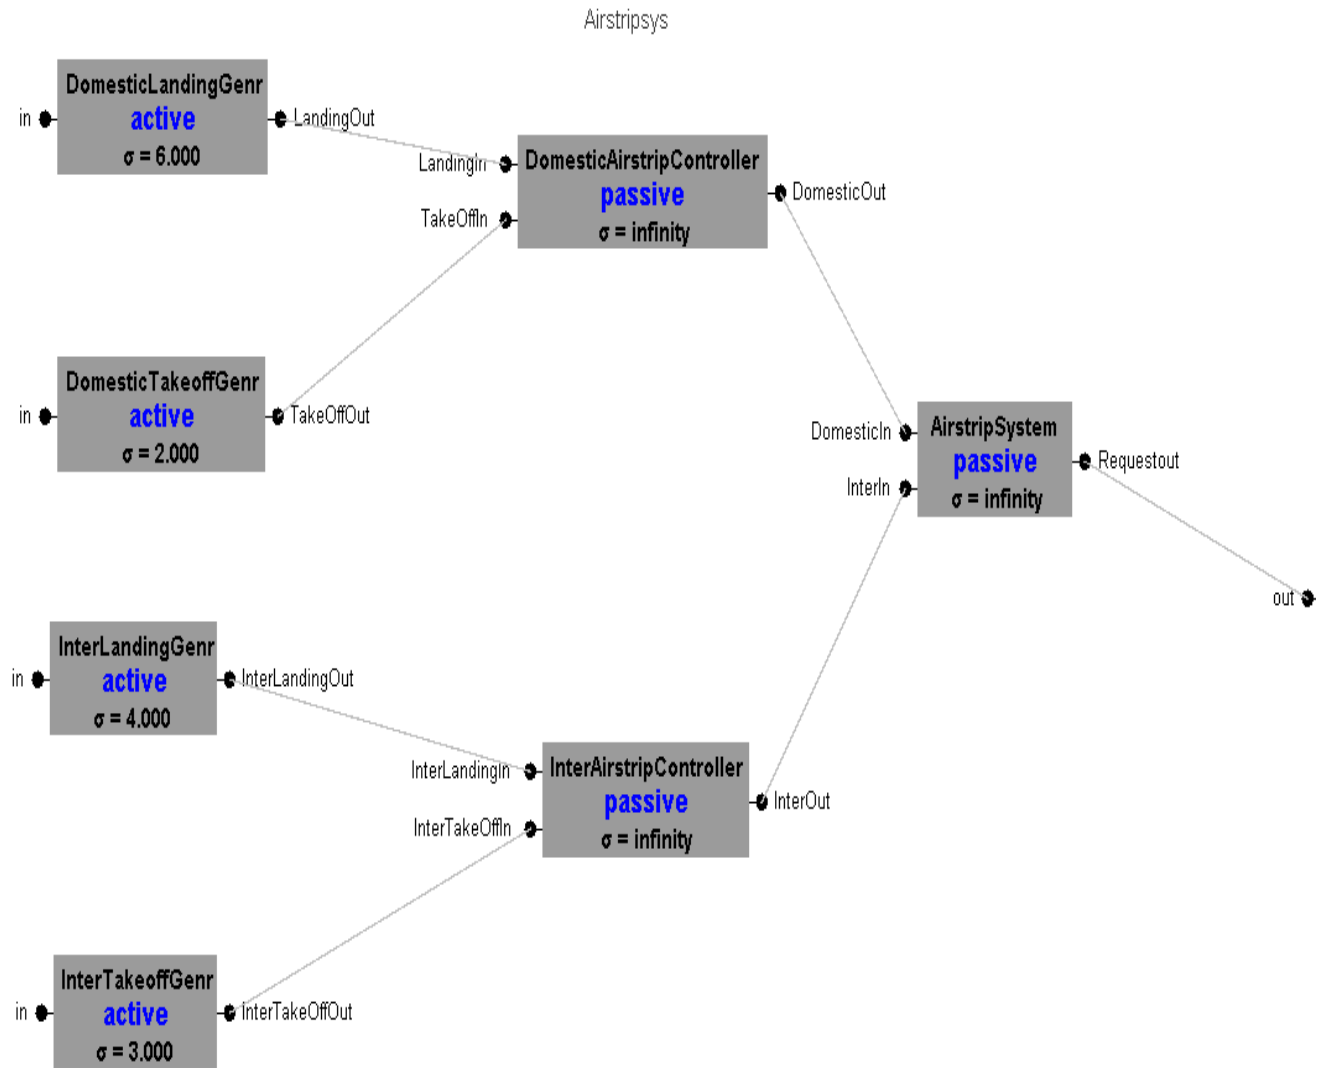 Airstripsys
DomesticLandingGenr
active
σ = 6.000
in
LandingOut
LandingIn
TakeOffIn
DomesticAirstripController
passive
σ = infinity
DomesticOut
DomesticTakeoffGenr
active
σ = 2.000
in
TakeOffOut
DomesticIn
InterIn
AirstripSystem
passive
σ = infinity
Requestout
out
InterLandingGenr
active
σ = 4.000
in
InterLandingOut
InterLandingIn
InterTakeOffIn
InterAirstripController
passive
σ = infinity
InterOut
InterTakeoffGenr
active
σ = 3.000
in
InterTakeOffOut